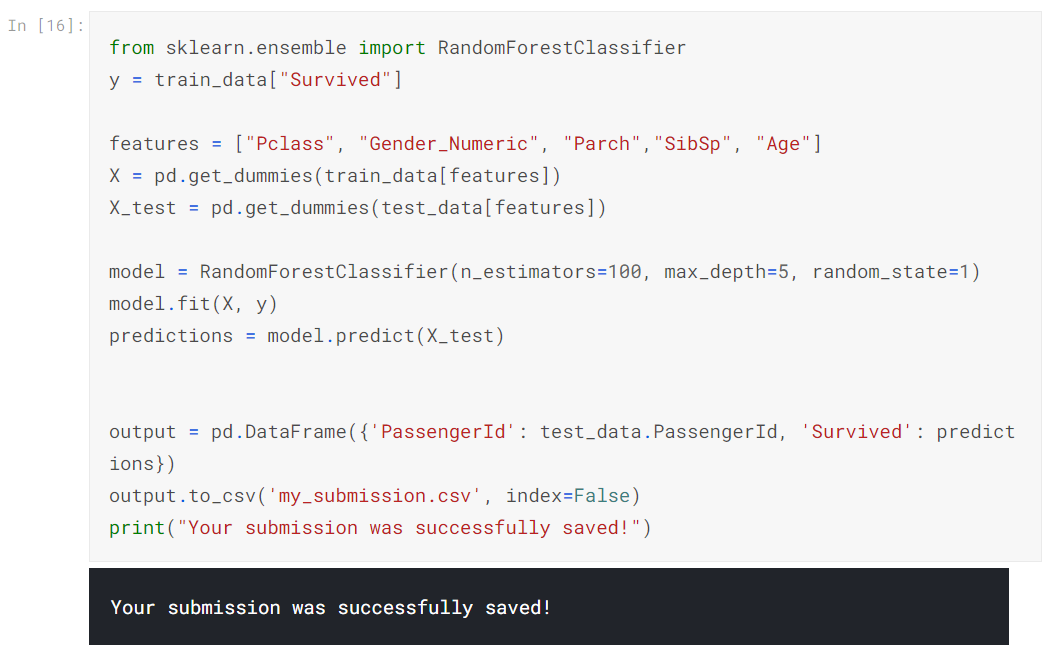 In [16]:
from sklearn.ensemble import RandomForestClassifier
y = train_data["Survived"]
features = ["Pclass", "Gender_Numeric", "Parch","SibSp", "Age"]
X = pd.get_dummies(train_data[features])
X_test = pd.get_dummies(test_data[features])
model = RandomForestClassifier(n_estimators=100, max_depth=5, random_state=1)
model.fit(X, y)
predictions = model.predict(X_test)
output = pd.DataFrame({'PassengerId': test_data.PassengerId, 'Survived': predict
ions})
output.to_csv('my_submission.csv', index=False)
print("Your submission was successfully saved!")
Your submission was successfully saved!